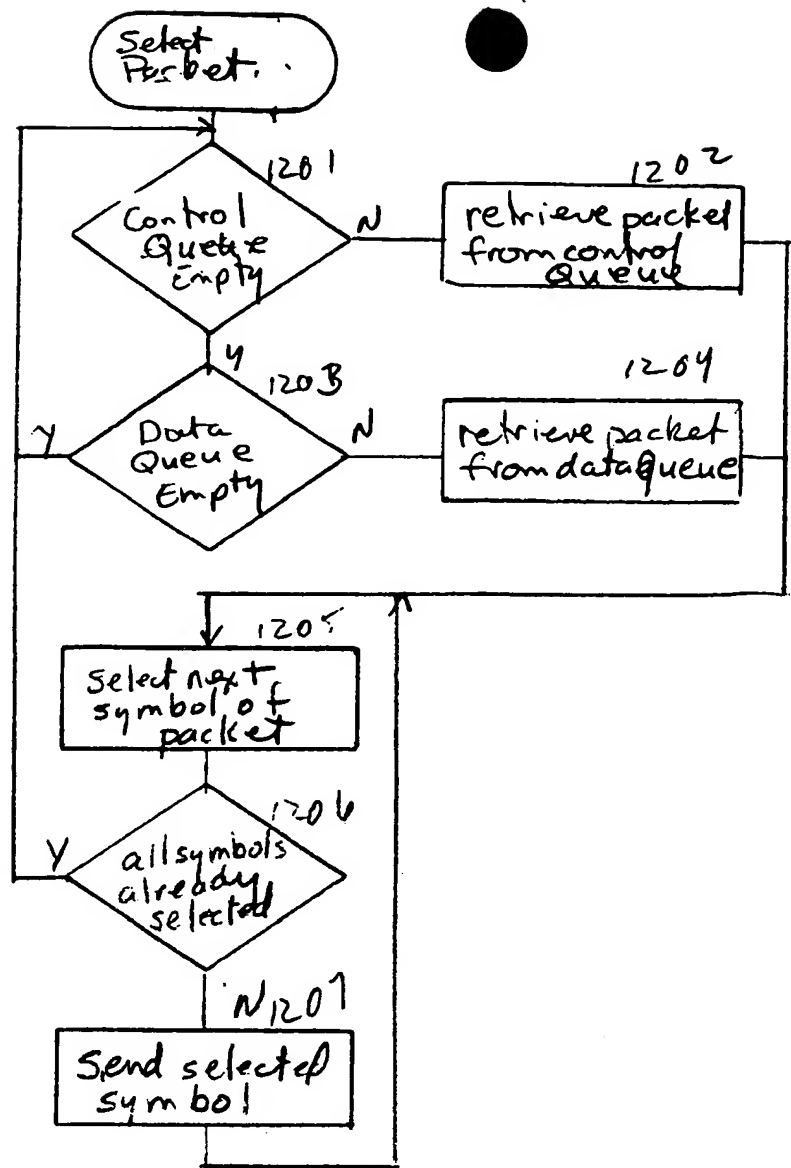 Select
Packet.
1201
Control
Queue
Empty
N
1202
retrieve packet
from control
Queue
Y
1203
Data
Queue
Empty
Y
N
1204
retrieve packet
from data Queue
1205
select next
symbol of
packet
1206
all symbols
already
selected
Y
N
1207
Send selected
symbol